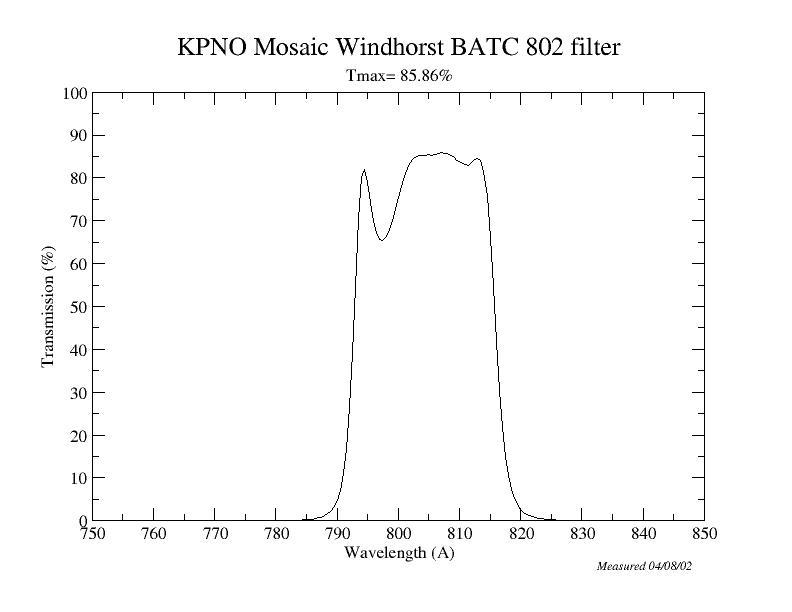 KPNO Mosaic Windhorst BATC 802 filter
Tmax= 85.86%
100
90
80
70
60
50
40
30
20
10
0
Transmission (%)
750 760 770 780 790 800 810 820 830 840 850
Wavelength (A)
Measured 04/08/02